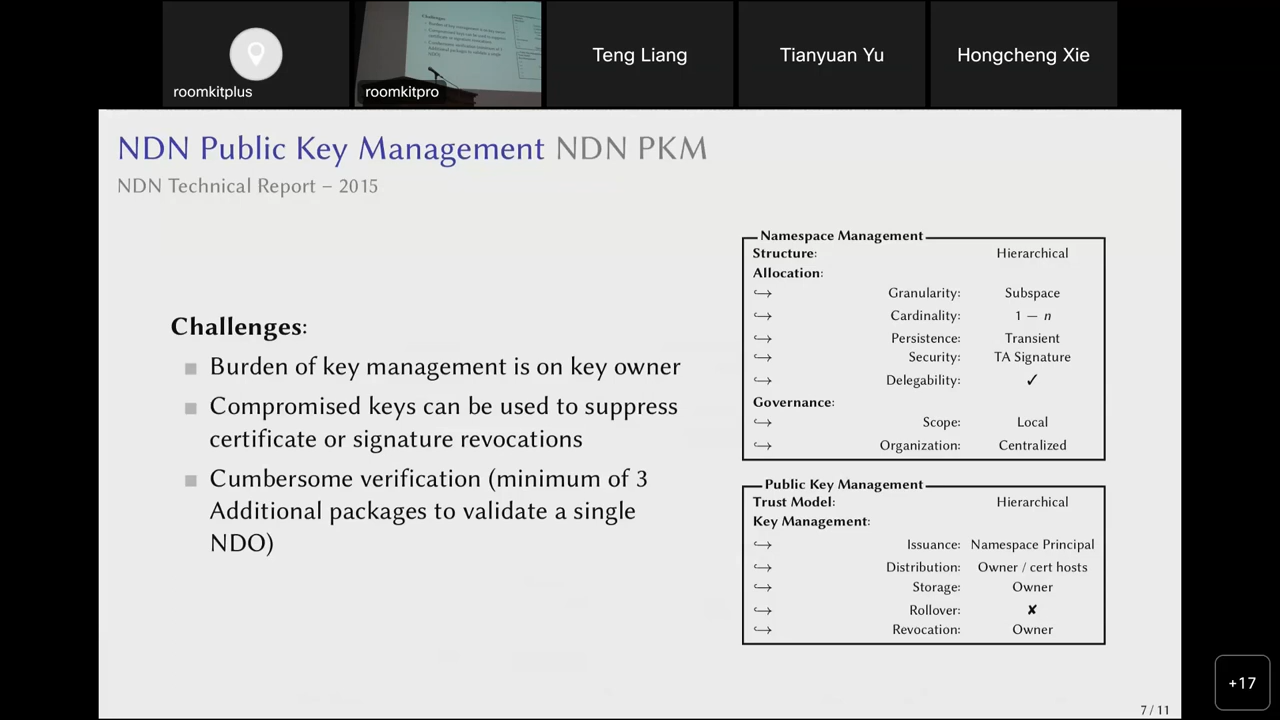 roomkitplus
roomkitpro
Teng Liang
Tianyuan Yu
Hongcheng Xie
NDN Public Key Management NDN PKM
NDN Technical Report – 2015
Challenges:
Burden of key management is on key owner
Compromised keys can be used to suppress
certificate or signature revocations
Cumbersome verification (minimum of 3
Additional packages to validate a single
NDO)
Namespace Management
Structure: Hierarchical
Allocation:
↪ Granularity: Subspace
↪ Cardinality: 1 − n
↪ Persistence: Transient
↪ Security: TA Signature
↪ Delegability: ✓
Governance:
↪ Scope: Local
↪ Organization: Centralized
Public Key Management
Trust Model: Hierarchical
Key Management:
↪ Issuance: Namespace Principal
↪ Distribution: Owner / cert hosts
↪ Storage: Owner
↪ Rollover: ✘
↪ Revocation: Owner
+17
7 / 11